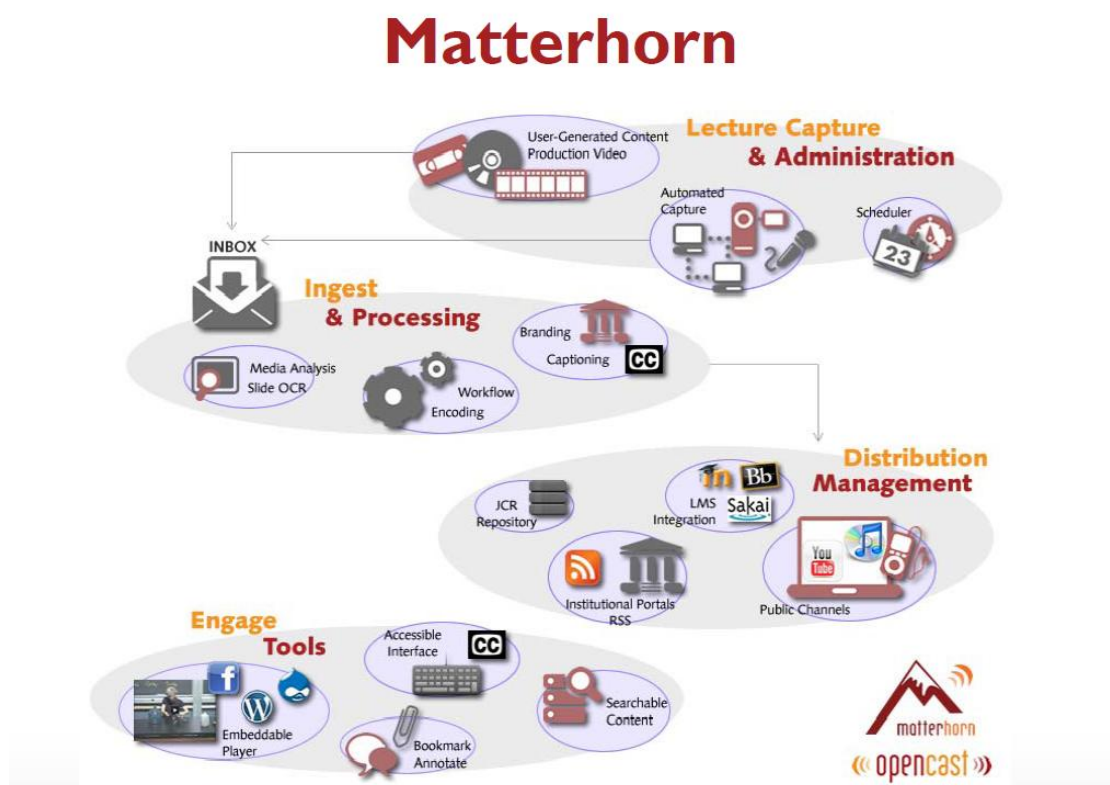 Matterhorn
Lecture Capture
& Administration
User-Generated Content
Production Video
Automated
Capture
Scheduler
23
INBOX
Ingest
& Processing
Branding
Captioning
CC
Media Analysis
Slide OCR
Workflow
Encoding
Distribution
Management
JCR
Repository
LMS
Integration
m
Bb
Sakai
Institutional Portals
RSS
You
Tube
Public Channels
Engage
Tools
Accessible
Interface
CC
f
W
Embeddable
Player
Bookmark
Annotate
Searchable
Content
matterhorn
opencast